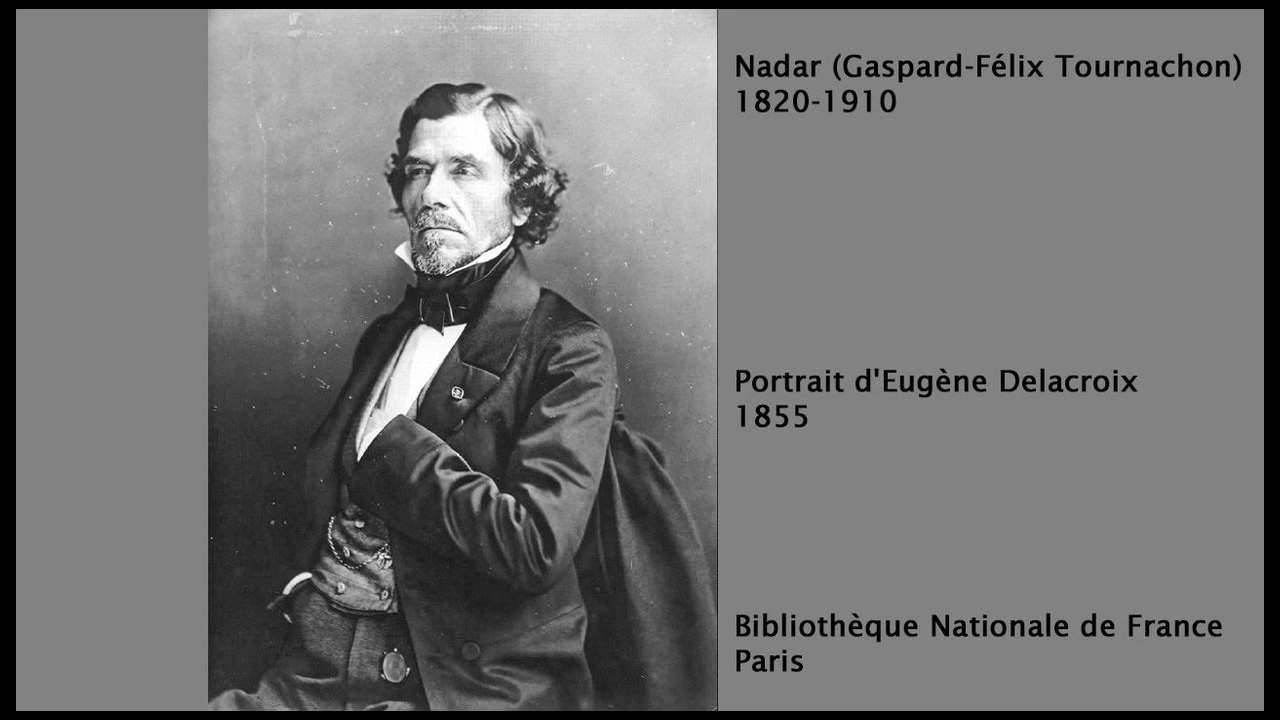 Nadar (Gaspard-Félix Tournachon)
1820-1910
Portrait d'Eugène Delacroix
1855
Bibliothèque Nationale de France
Paris